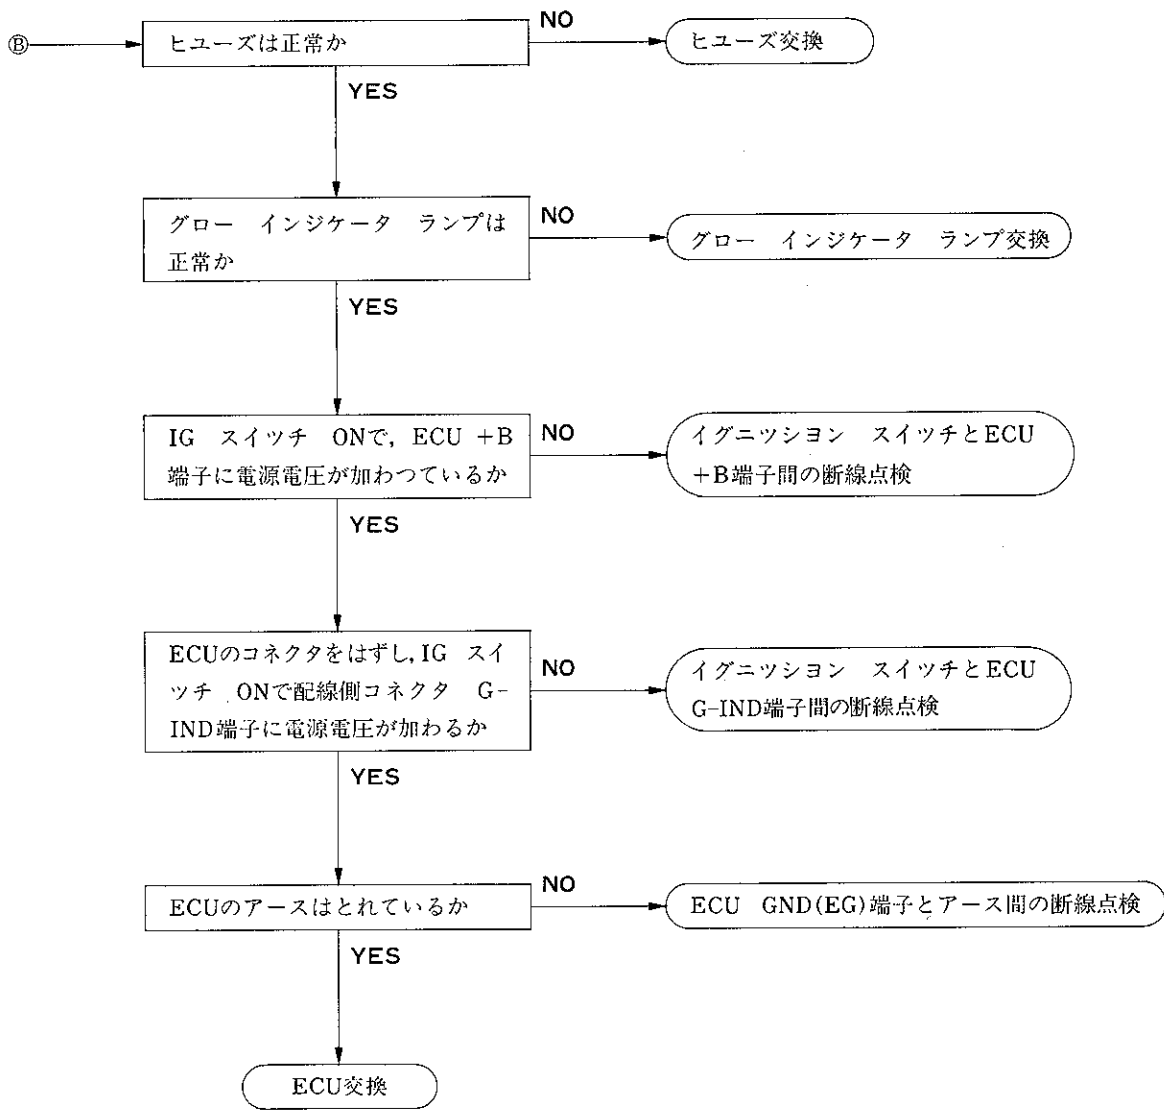 Ⓑ
ヒユーズは正常か
NO
ヒユーズ交換
YES
グロー インジケータ ランプは
正常か
NO
グロー インジケータ ランプ交換
YES
IG スイツチ ONで, ECU +B
端子に電源電圧が加わつているか
NO
イグニツシヨン スイツチとECU
+B端子間の断線点検
YES
ECUのコネクタをはずし,IG スイ
ツチ ONで配線側コネクタ G-
IND端子に電源電圧が加わるか
NO
イグニツシヨン スイツチとECU
G-IND端子間の断線点検
YES
ECUのアースはとれているか
NO
ECU GND(EG)端子とアース間の断線点検
YES
ECU交換